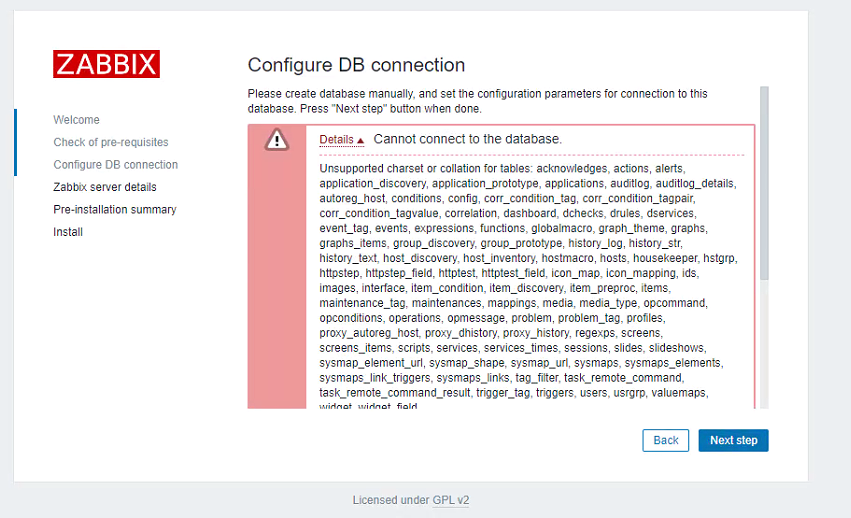 ZABBIX
Welcome
Check of pre-requisites
Configure DB connection
Zabbix server details
Pre-installation summary
Install
Configure DB connection
Please create database manually, and set the configuration parameters for connection to this
database. Press "Next step" button when done.
Details Cannot connect to the database.
Unsupported charset or collation for tables: acknowledges, actions, alerts,
application_discovery, application_prototype, applications, auditlog, auditlog_details,
autoreg_host, conditions, config, corr_condition_tag, corr_condition_tagpair,
corr_condition_tagvalue, correlation, dashboard, dchecks, drules, dservices,
event_tag, events, expressions, functions, globalmacro, graph_theme, graphs,
graphs_items, group_discovery, group_prototype, history_log, history_str,
history_text, host_discovery, host_inventory, hostmacro, hosts, housekeeper, hstgrp,
httpstep, httpstep_field, httptest, httptest_field, icon_map, icon_mapping, ids,
images, interface, item_condition, item_discovery, item_preproc, items,
maintenance_tag, maintenances, mappings, media, media_type, opcommand,
opconditions, operations, opmessage, problem, problem_tag, profiles,
proxy_autoreg_host, proxy_dhistory, proxy_history, regexps, screens,
screens_items, scripts, services, services_times, sessions, slides, slideshows,
sysmap_element_url, sysmap_shape, sysmap_url, sysmaps, sysmaps_elements,
sysmaps_link_triggers, sysmaps_links, tag_filter, task_remote_command,
task_remote_command_result, trigger_tag, triggers, users, usrgrp, valuemaps,
widget, widget_field
Back
Next step
Licensed under GPL v2